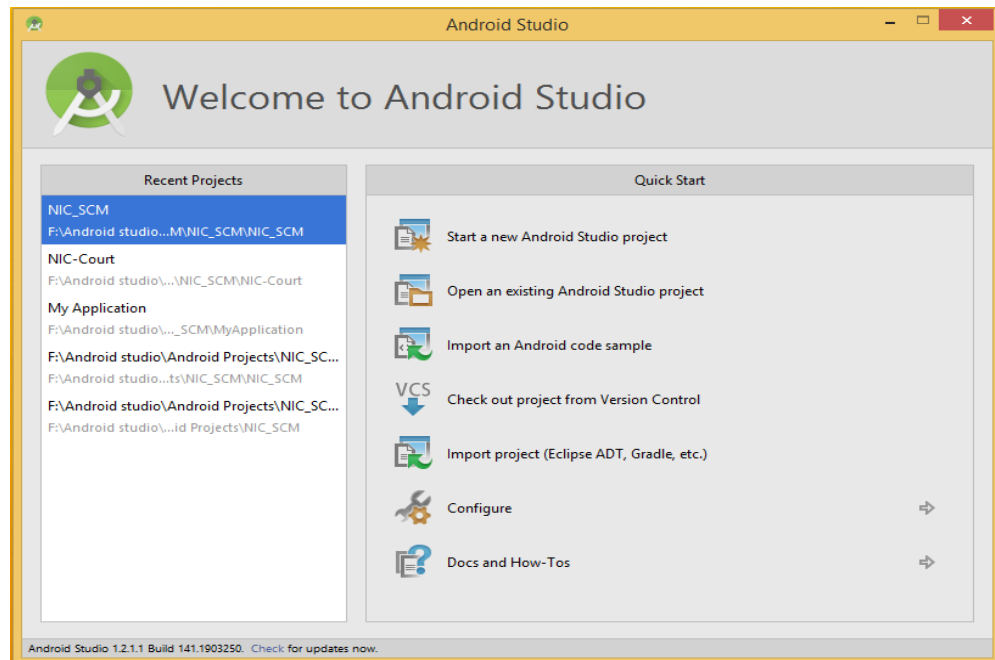 Android Studio
Welcome to Android Studio
Recent Projects
NIC_SCM
F:\Android studio...M\NIC_SCM\NIC_SCM
NIC-Court
F:\Android studio\...\NIC_SCM\NIC-Court
My Application
F:\Android studio\..._SCM\MyApplication
F:\Android studio\Android Projects\NIC_SC...
F:\Android studio...ts\NIC_SCM\NIC_SCM
F:\Android studio\Android Projects\NIC_SC...
F:\Android studio\...id Projects\NIC_SCM
Quick Start
Start a new Android Studio project
Open an existing Android Studio project
Import an Android code sample
VCS
Check out project from Version Control
Import project (Eclipse ADT, Gradle, etc.)
Configure
Docs and How-Tos
Android Studio 1.2.1.1 Build 141.1903250. Check for updates now.